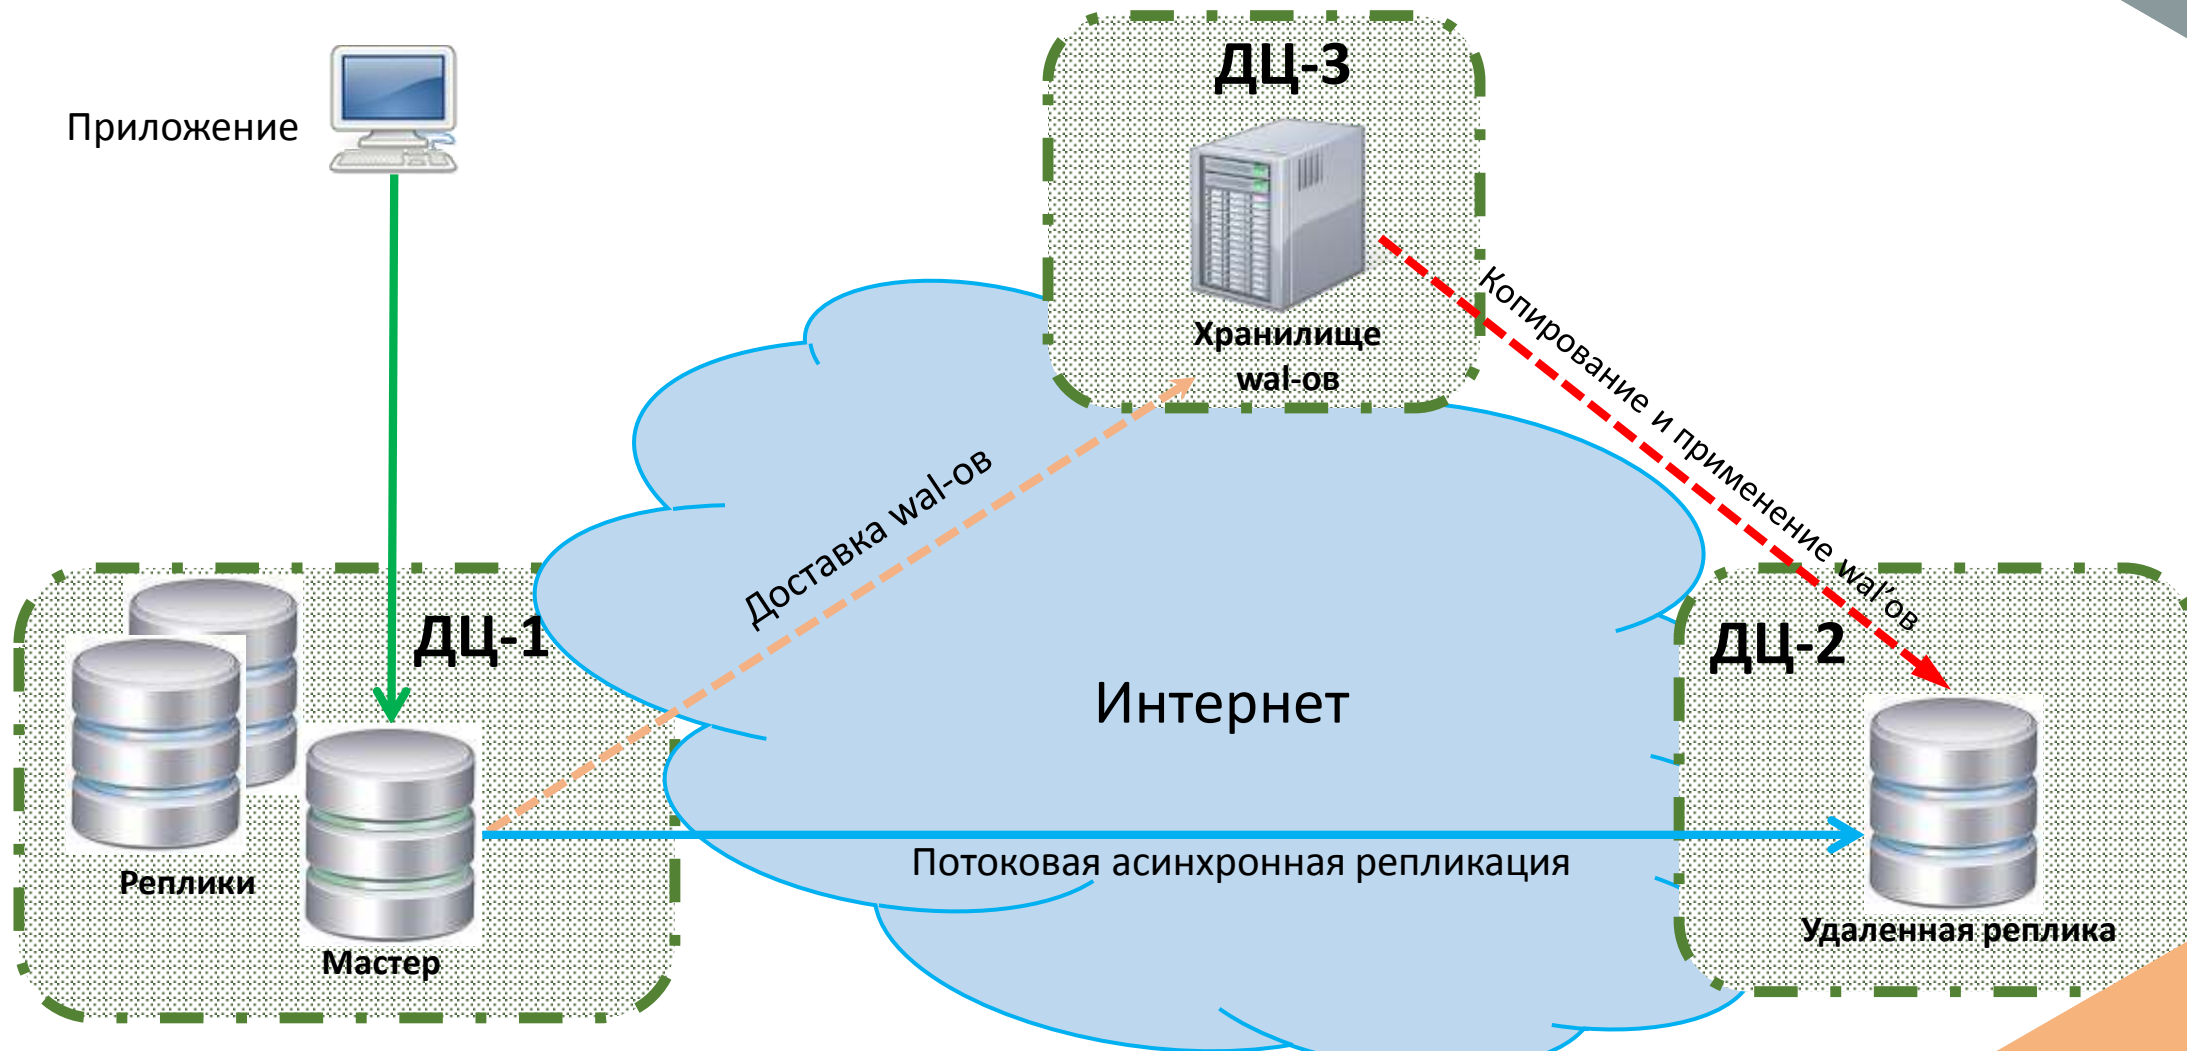 ДЦ-3
Приложение
Хранилище
wal-ов
Копирование и применение wal’ов
Доставка wal-ов
ДЦ-1
ДЦ-2
Интернет
Потоковая асинхронная репликация
Реплики
Удаленная реплика
Мастер